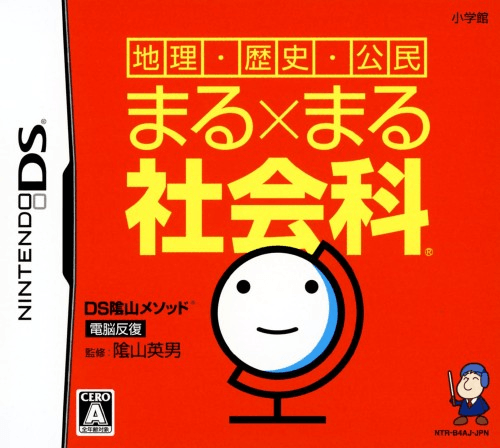 小学館
地理・歴史・公民
まる×まる
社会科®
NINTENDO DS®
DS陰山メソッド®
電脳反復
監修:陰山英男
CERO
A
全年齢対象
NTR-B4AJ-JPN